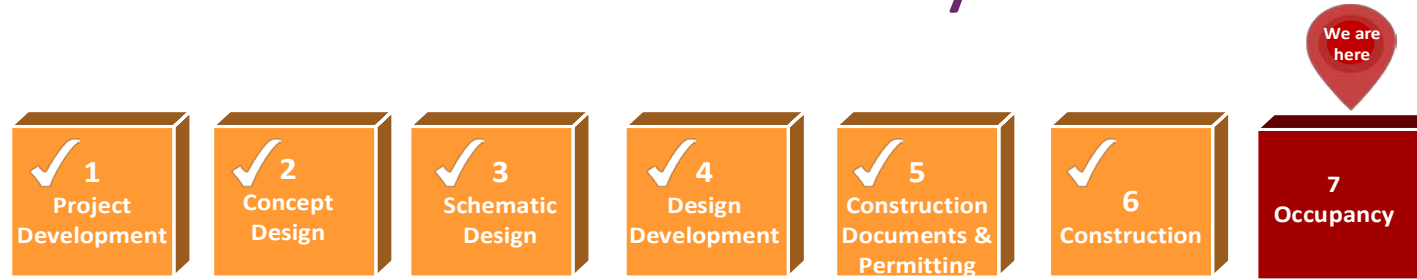 We are
here
1
Project
Development
2
Concept
Design
3
Schematic
Design
4
Design
Development
5
Construction
Documents &
Permitting
6
Construction
7
Occupancy